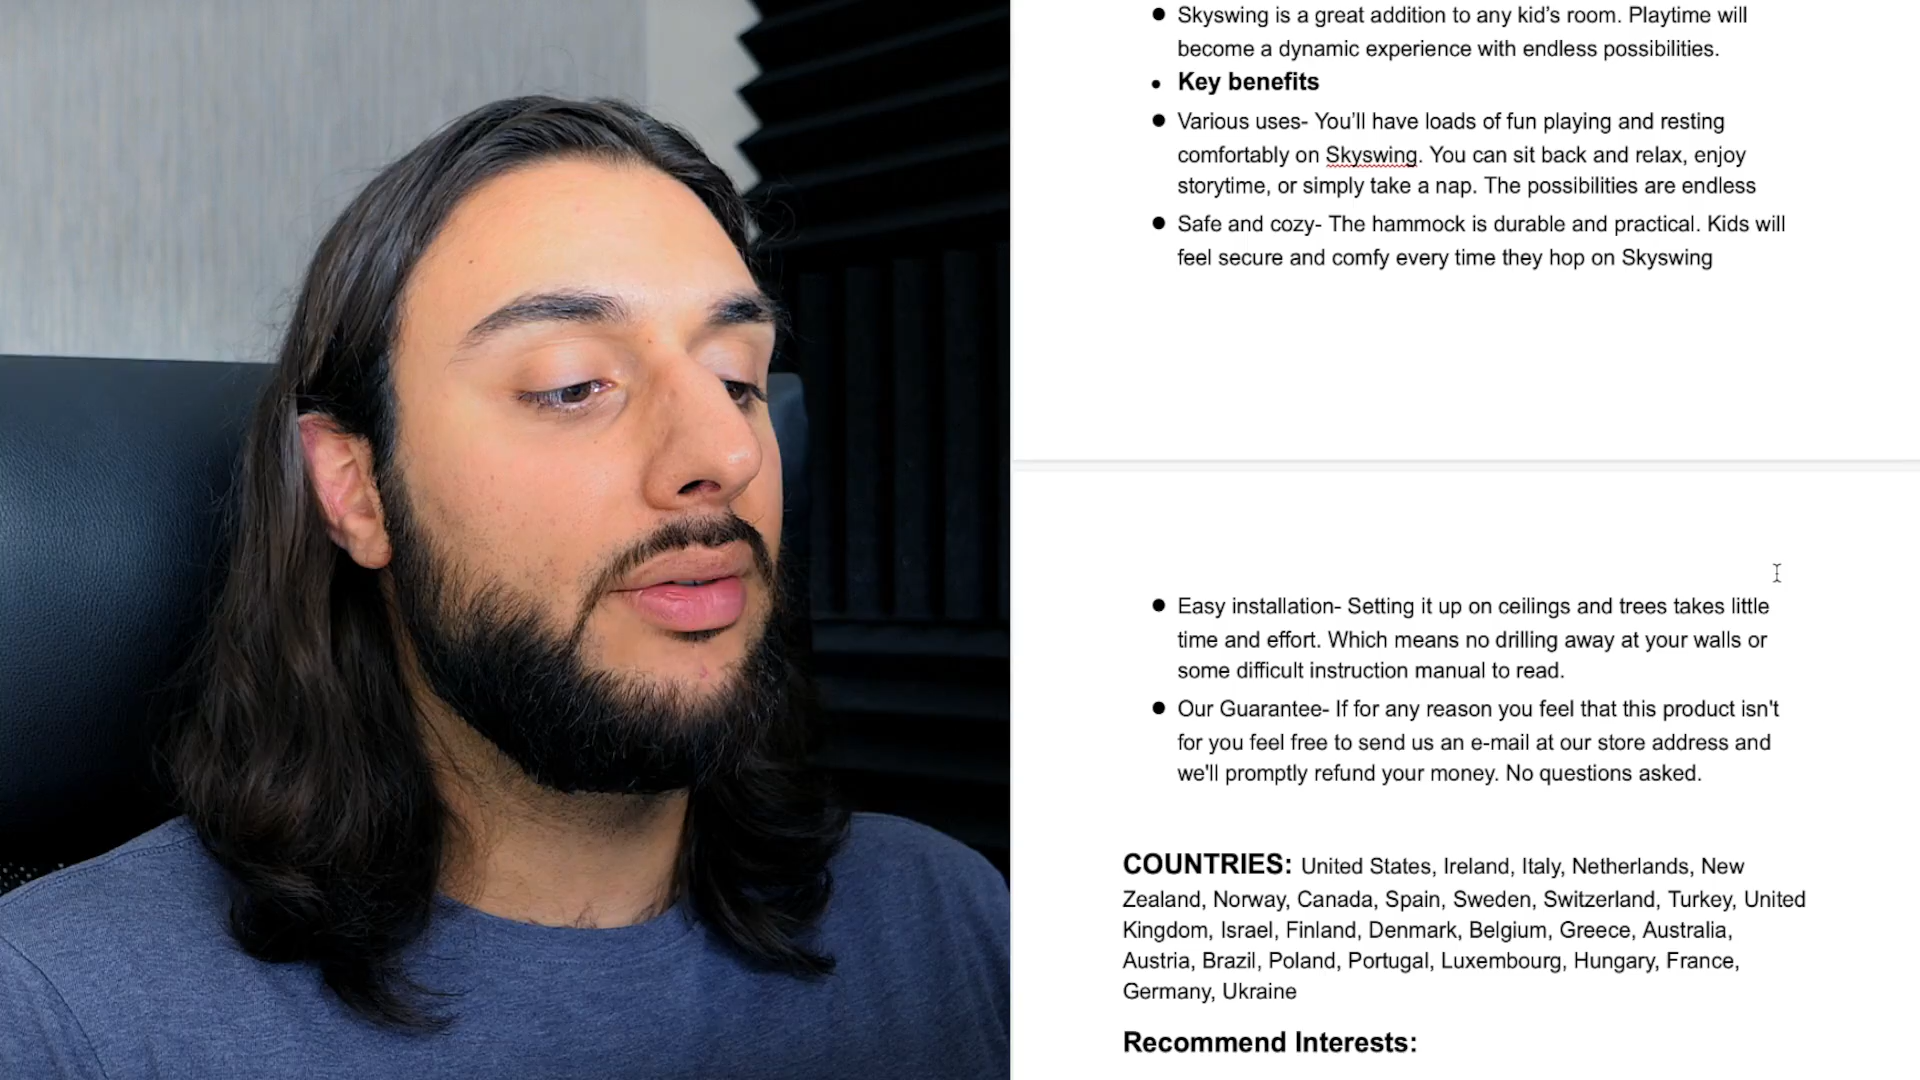 Skyswing is a great addition to any kid’s room. Playtime will
become a dynamic experience with endless possibilities.
Key benefits
Various uses- You’ll have loads of fun playing and resting
comfortably on Skyswing. You can sit back and relax, enjoy
storytime, or simply take a nap. The possibilities are endless
Safe and cozy- The hammock is durable and practical. Kids will
feel secure and comfy every time they hop on Skyswing
Easy installation- Setting it up on ceilings and trees takes little
time and effort. Which means no drilling away at your walls or
some difficult instruction manual to read.
Our Guarantee- If for any reason you feel that this product isn't
for you feel free to send us an e-mail at our store address and
we'll promptly refund your money. No questions asked.
COUNTRIES: United States, Ireland, Italy, Netherlands, New
Zealand, Norway, Canada, Spain, Sweden, Switzerland, Turkey, United
Kingdom, Israel, Finland, Denmark, Belgium, Greece, Australia,
Austria, Brazil, Poland, Portugal, Luxembourg, Hungary, France,
Germany, Ukraine
Recommend Interests: